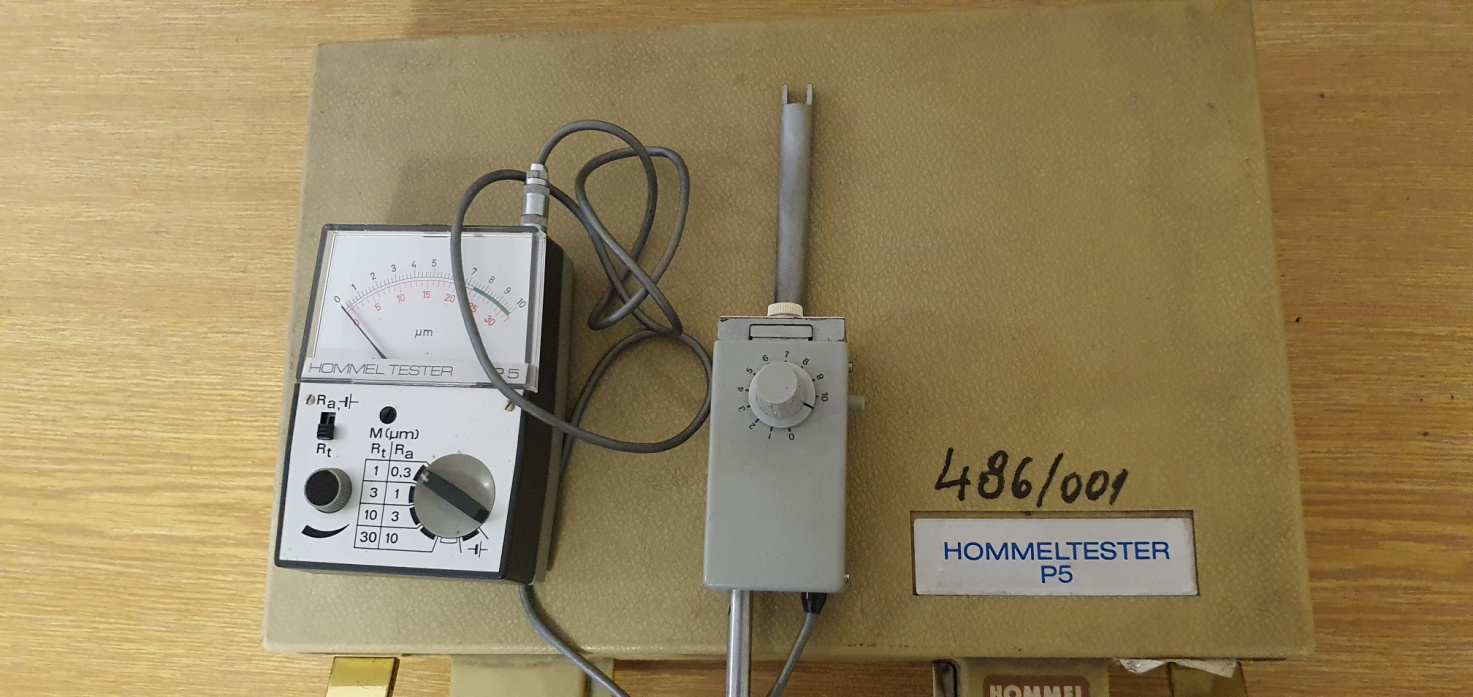 0 1 2 3 4 5 7 8 9 10
0 5 10 15 20 25 30
µm
HOMMEL TESTER P5
Ra,
Rt
M(µm)
Rt Ra
1 0,3
3 1
10 3
30 10
0 1 2 3 4 5 6 7 8 9 10
486/001
HOMMELTESTER
P5
HOMMEL